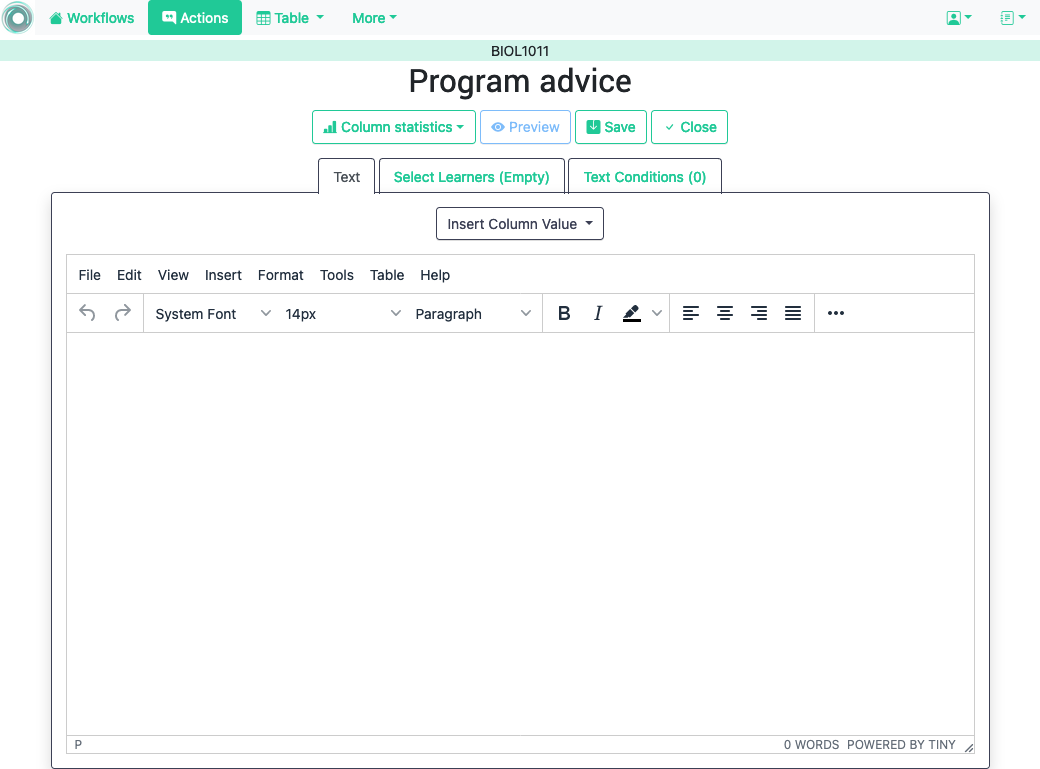 Workflows Actions Table More
BIOL1011
Program advice
Column statistics Preview Save Close
Text Select Learners (Empty) Text Conditions (0)
Insert Column Value
File Edit View Insert Format Tools Table Help
System Font 14px Paragraph B I
P 0 WORDS POWERED BY TINY